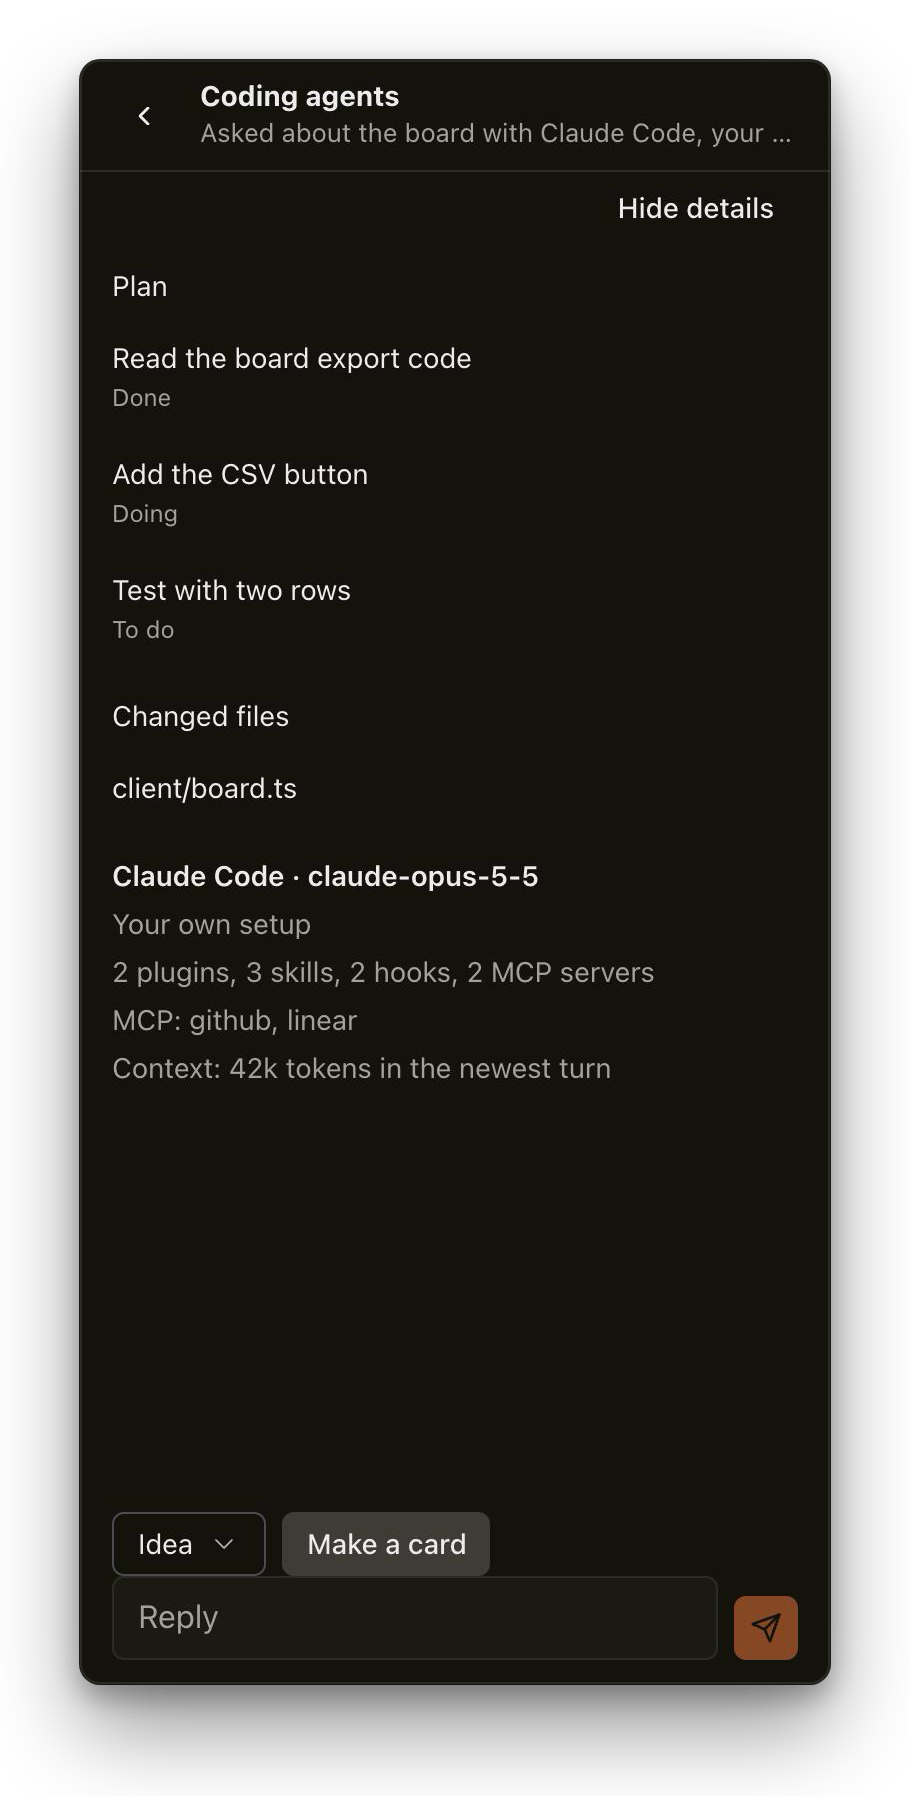 Coding agents
Asked about the board with Claude Code, your ...
Hide details
Plan
Read the board export code
Done
Add the CSV button
Doing
Test with two rows
To do
Changed files
client/board.ts
Claude Code · claude-opus-5-5
Your own setup
2 plugins, 3 skills, 2 hooks, 2 MCP servers
MCP: github, linear
Context: 42k tokens in the newest turn
Idea
Make a card
Reply